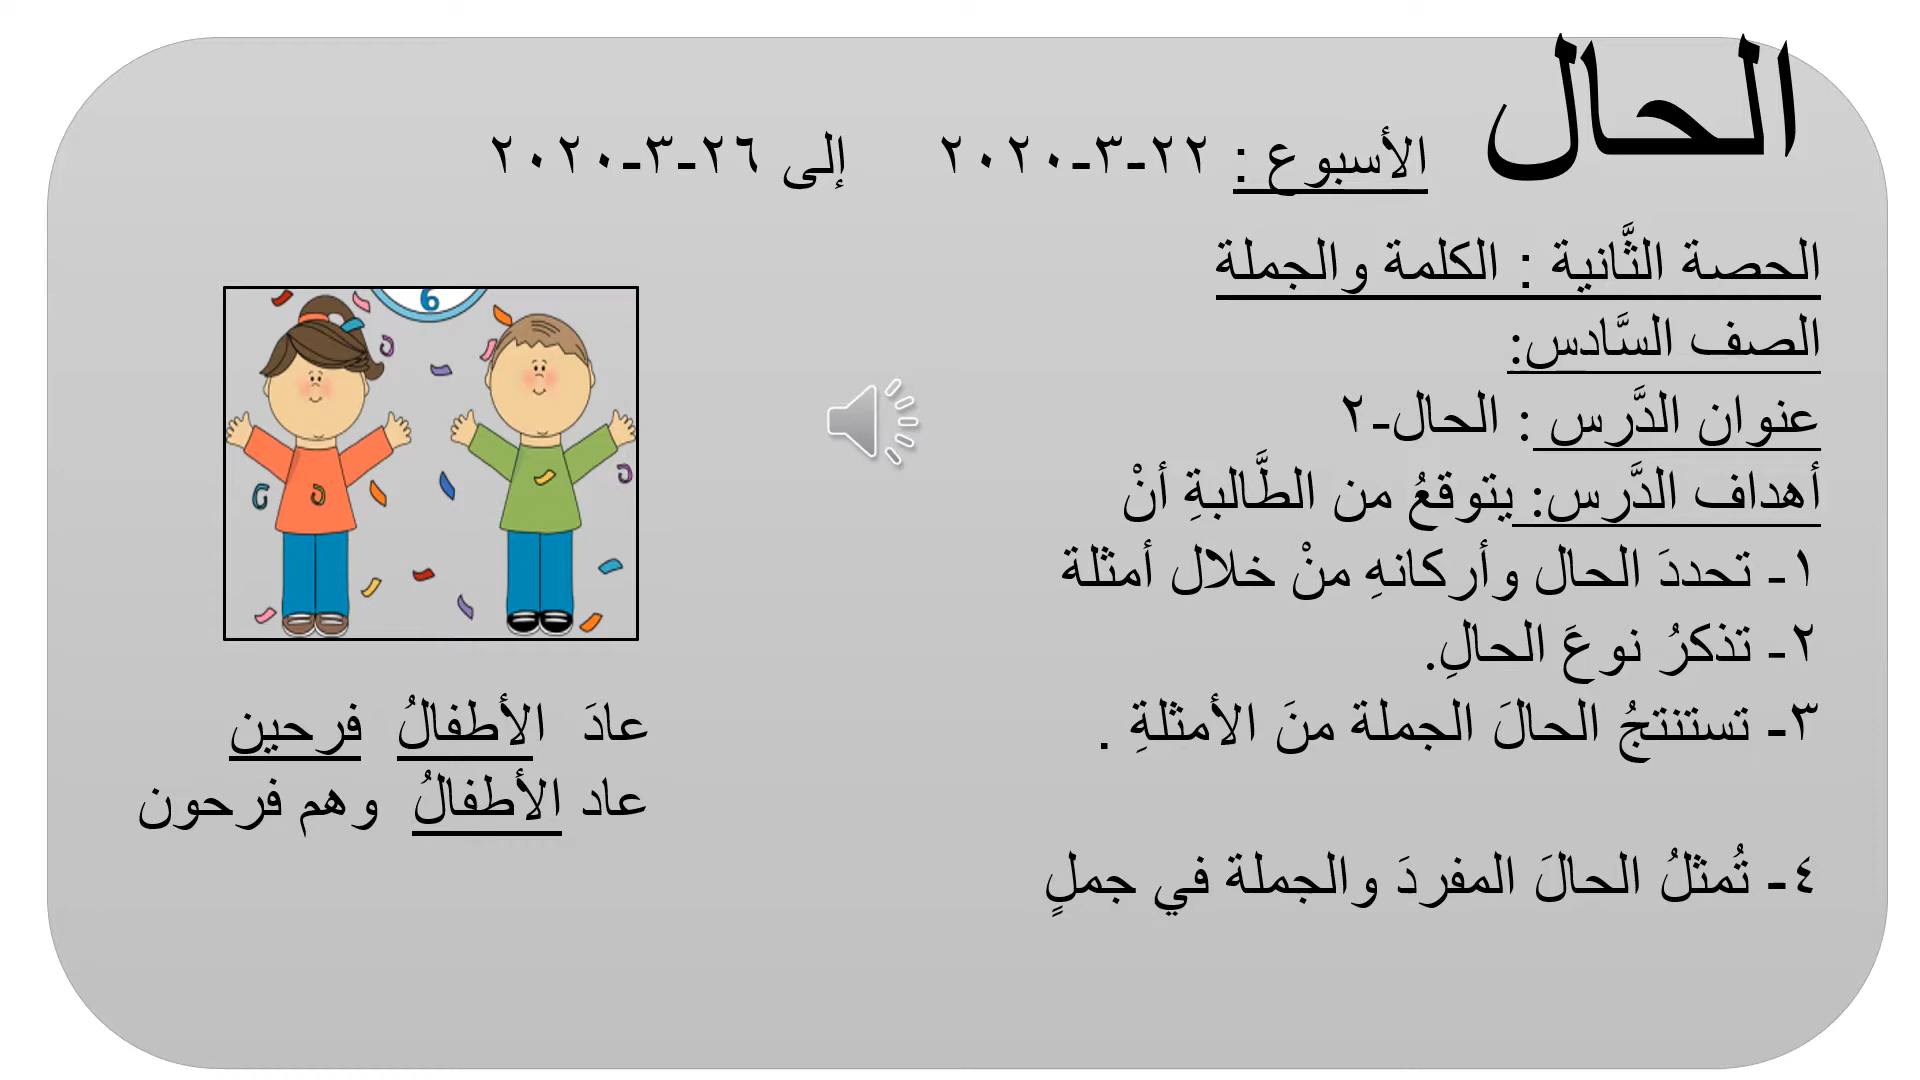 الحال
الأسبوع : ٢٢-٣-٢٠٢٠ إلى ٢٦-٣-٢٠٢٠
الحصة الثَّانية : الكلمة والجملة
الصف السَّادس:
عنوان الدَّرس : الحال-٢
أهداف الدَّرس: يتوقعُ من الطَّالبةِ أنْ
١- تحددَ الحال وأركانهِ منْ خلال أمثلة
٢- تذكرُ نوعَ الحالِ.
٣- تستنتجُ الحالَ الجملة منَ الأمثلةِ .
٤- تُمثلُ الحالَ المفردَ والجملة في جملٍ
6
عادَ الأطفالُ فرحين
عاد الأطفالُ وهم فرحون